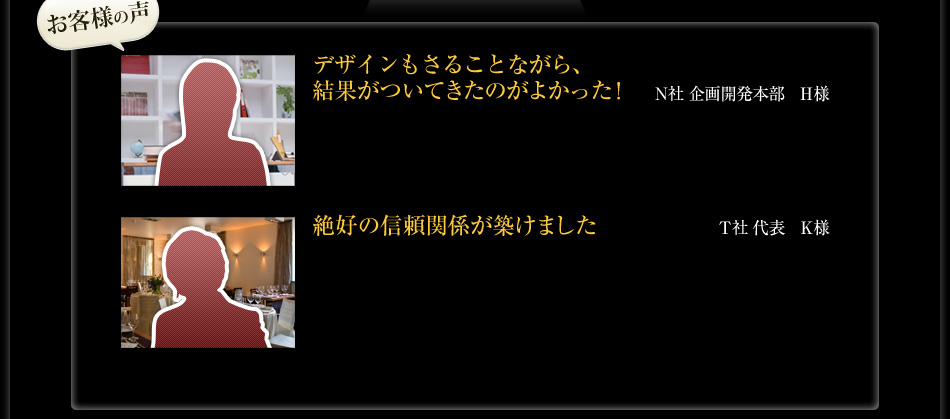 お客様の声
デザインもさることながら、
結果がついてきたのがよかった！
N社 企画開発本部　H様
絶好の信頼関係が築けました
T社 代表　K様